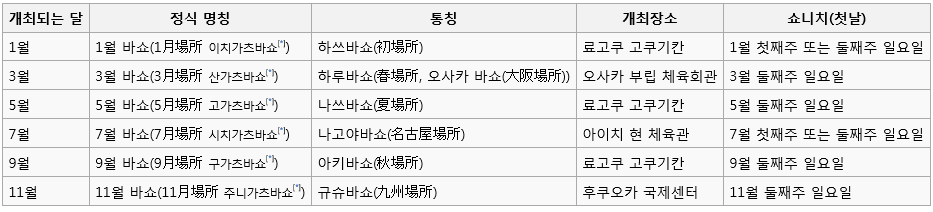 개최되는 달 정식 명칭 통칭 개최장소 쇼니치(첫날)
1월 1월 바쇼(1月場所 이치가츠바쇼[*]) 하쓰바쇼(初場所) 료고쿠 고쿠기칸 1월 첫째주 또는 둘째주 일요일
3월 3월 바쇼(3月場所 산가츠바쇼[*]) 하루바쇼(春場所, 오사카 바쇼(大阪場所)) 오사카 부립 체육회관 3월 둘째주 일요일
5월 5월 바쇼(5月場所 고가츠바쇼[*]) 나쓰바쇼(夏場所) 료고쿠 고쿠기칸 5월 둘째주 일요일
7월 7월 바쇼(7月場所 시치가츠바쇼[*]) 나고야바쇼(名古屋場所) 아이치 현 체육관 7월 첫째주 또는 둘째주 일요일
9월 9월 바쇼(9月場所 구가츠바쇼[*]) 아키바쇼(秋場所) 료고쿠 고쿠기칸 9월 둘째주 일요일
11월 11월 바쇼(11月場所 주니가츠바쇼[*]) 규슈바쇼(九州場所) 후쿠오카 국제센터 11월 둘째주 일요일